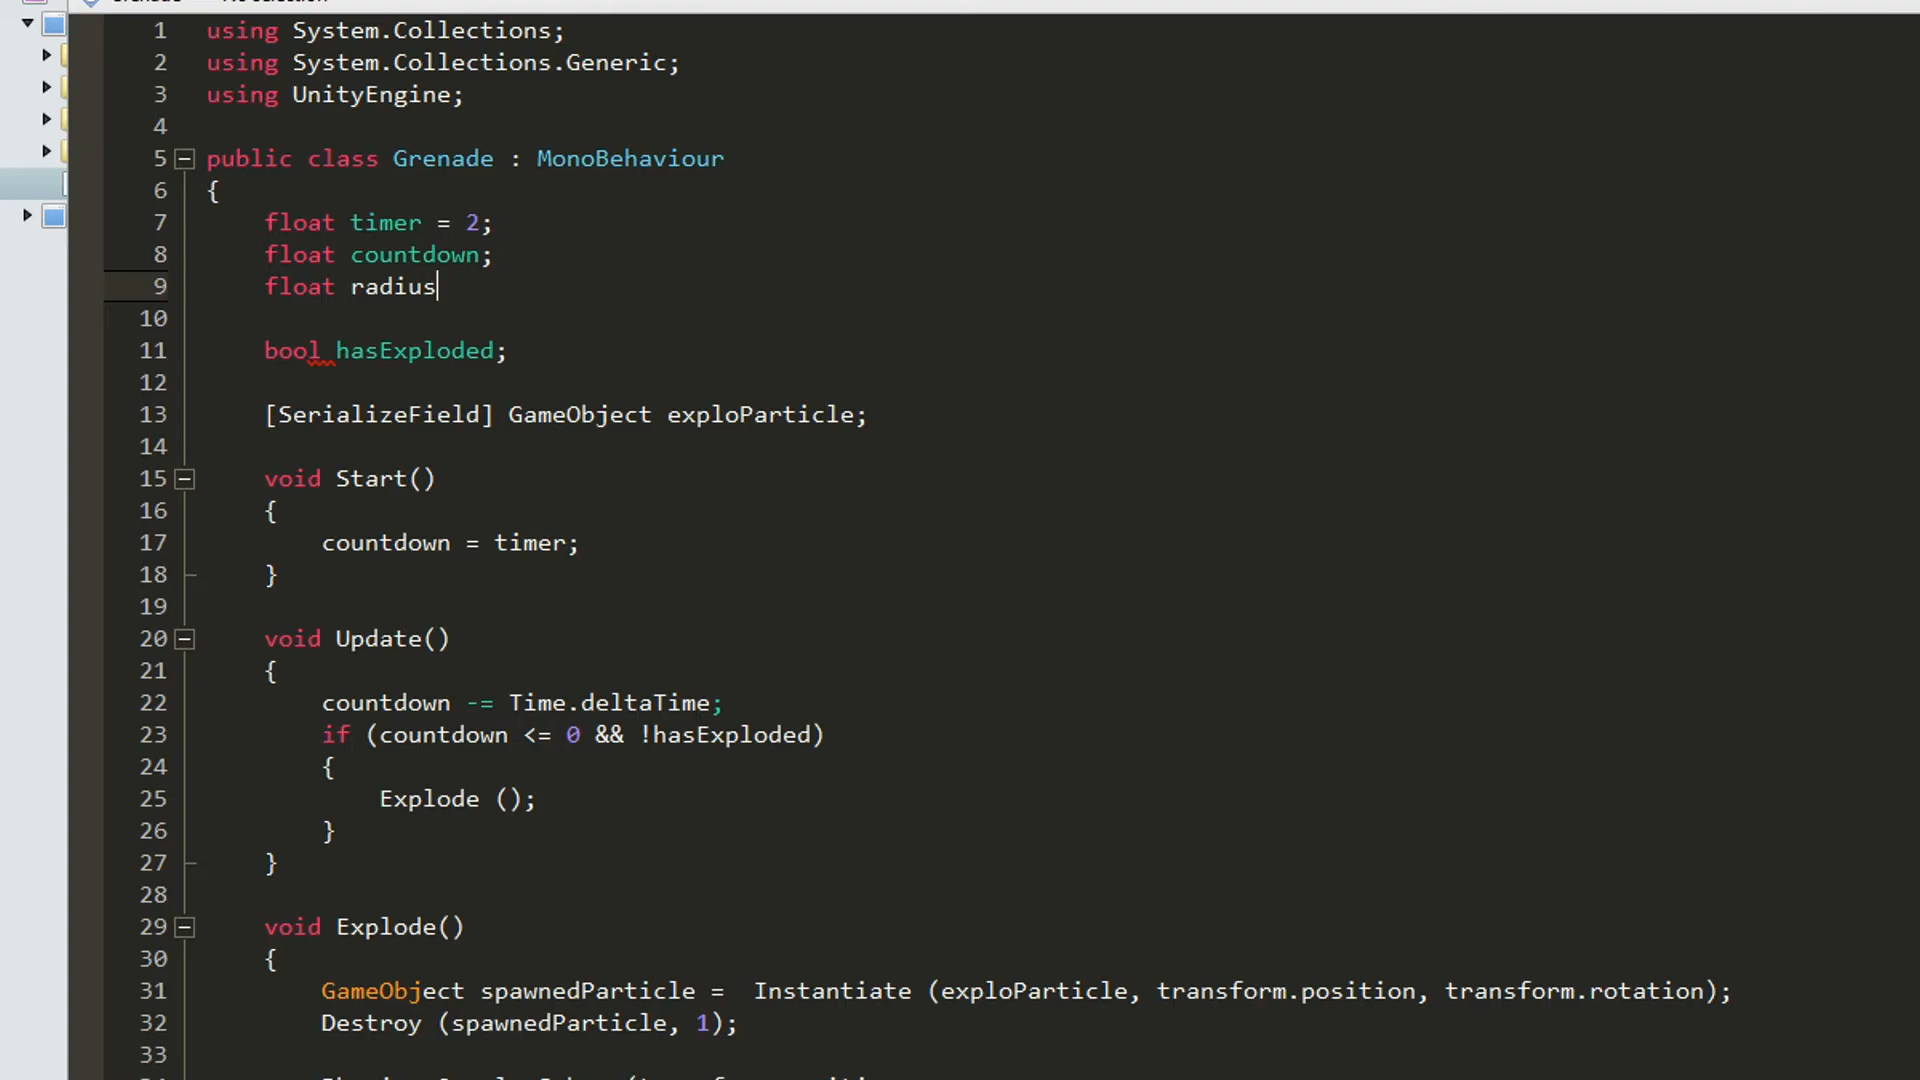 1 using System.Collections;
2 using System.Collections.Generic;
3 using UnityEngine;
4
5 public class Grenade : MonoBehaviour
6 {
7 float timer = 2;
8 float countdown;
9 float radius
10
11 bool hasExploded;
12
13 [SerializeField] GameObject exploParticle;
14
15 void Start()
16 {
17 countdown = timer;
18 }
19
20 void Update()
21 {
22 countdown -= Time.deltaTime;
23 if (countdown <= 0 && !hasExploded)
24 {
25 Explode ();
26 }
27 }
28
29 void Explode()
30 {
31 GameObject spawnedParticle =  Instantiate (exploParticle, transform.position, transform.rotation);
32 Destroy (spawnedParticle, 1);
33